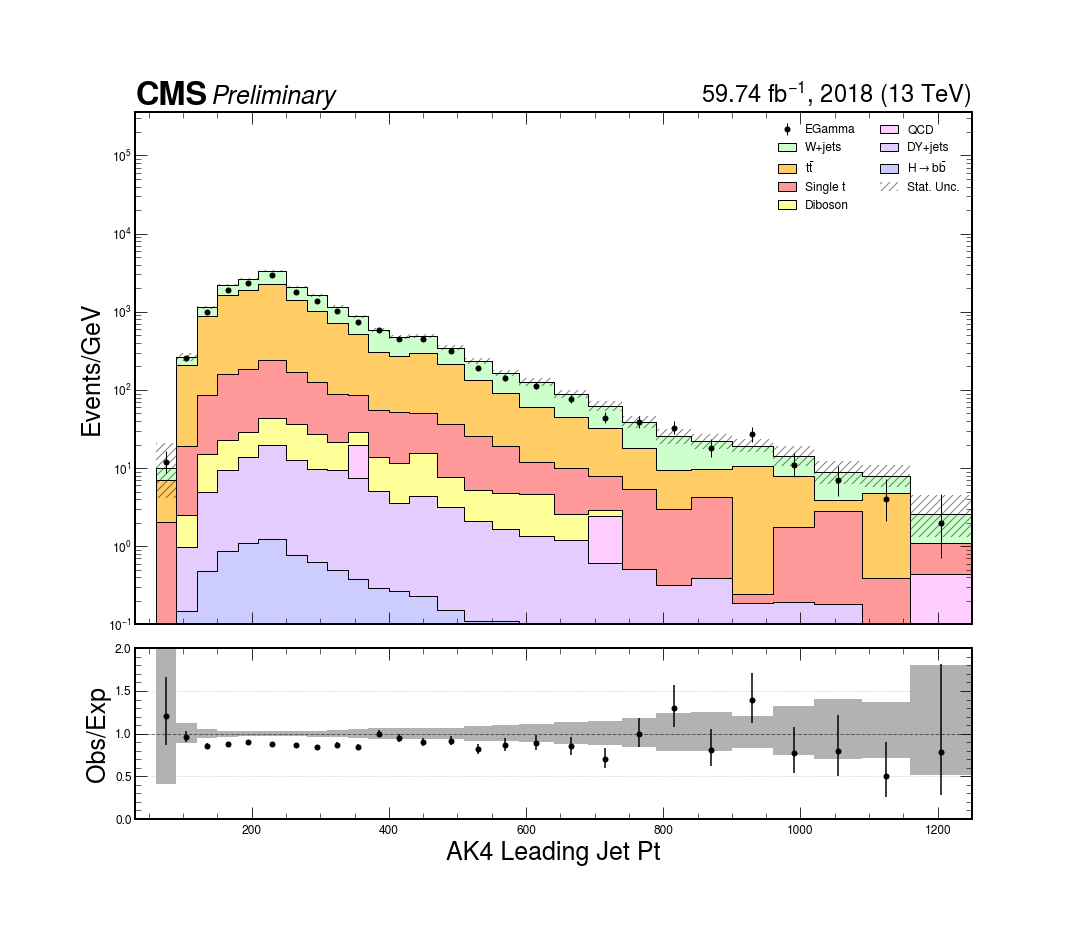 CMS Preliminary
59.74 fb⁻¹, 2018 (13 TeV)
EGamma
W+jets
tt̄
Single t
Diboson
QCD
DY+jets
H→bb̄
Stat. Unc.
Events/GeV
10⁵
10⁴
10³
10²
10¹
10⁰
10⁻¹
Obs/Exp
2.0
1.5
1.0
0.5
0.0
200 400 600 800 1000 1200
AK4 Leading Jet Pt